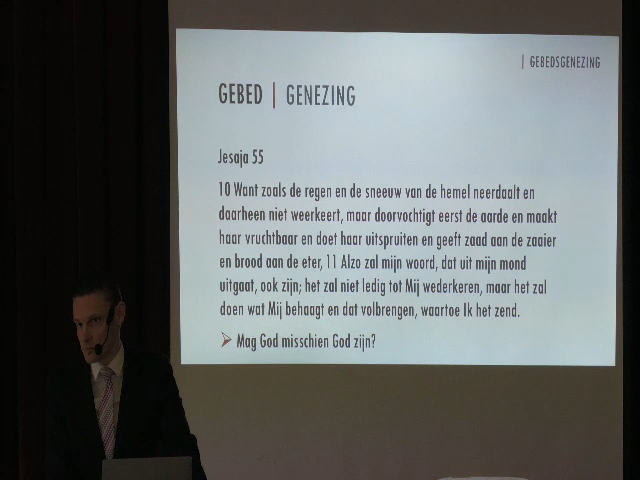 | GEBEDSGENEZING
GEBED | GENEZING
Jesaja 55
10 Want zoals de regen en de sneeuw van de hemel neerdaalt en
daarheen niet weerkeert, maar doorvochtigt eerst de aarde en maakt
haar vruchtbaar en doet haar uitspruiten en geeft zaad aan de zaaier
en brood aan de eter, 11 Alzo zal mijn woord, dat uit mijn mond
uitgaat, ook zijn; het zal niet ledig tot Mij wederkeren, maar het zal
doen wat Mij behaagt en dat volbrengen, waartoe Ik het zend.
➢ Mag God misschien God zijn?